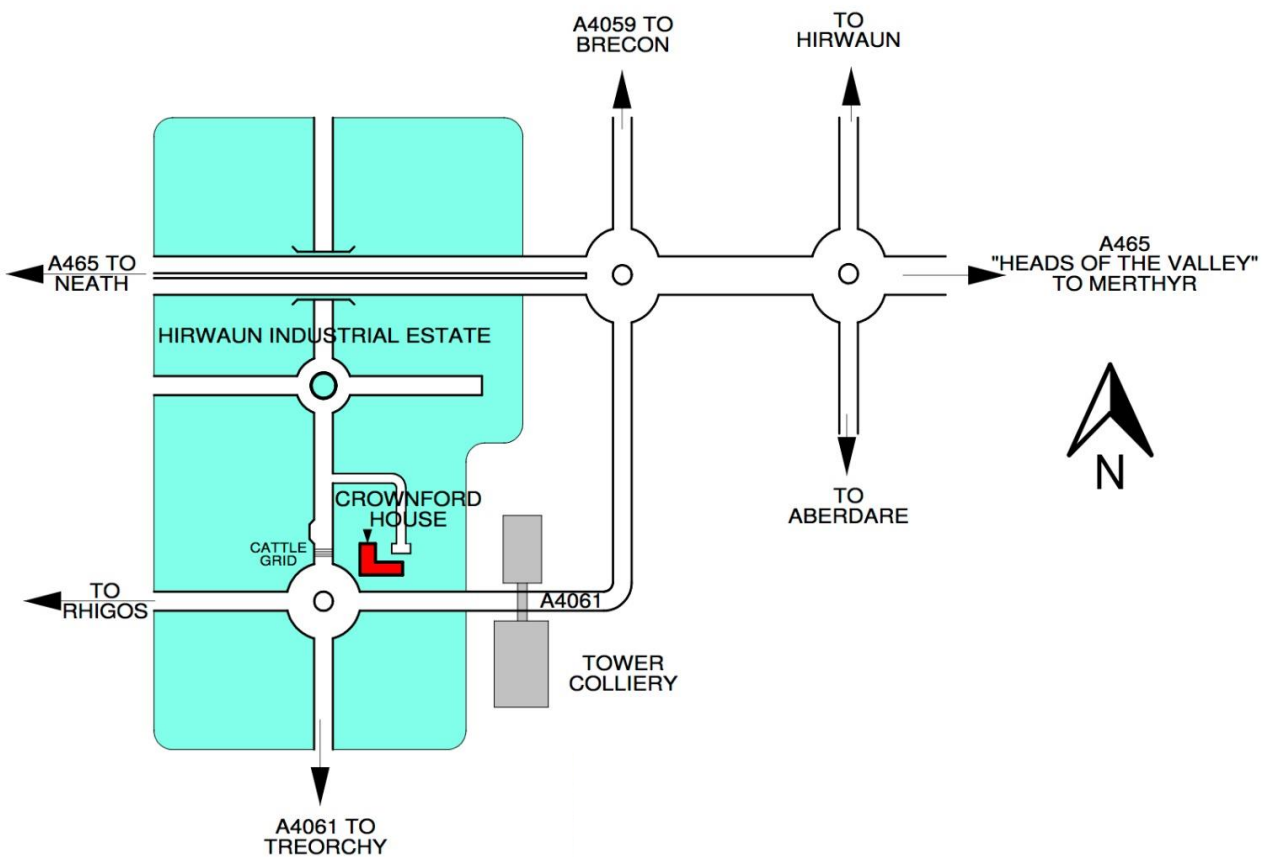 A4059 TO
BRECON
TO
HIRWAUN
A465 TO
NEATH
A465
"HEADS OF THE VALLEY"
TO MERTHYR
HIRWAUN INDUSTRIAL ESTATE
N
CROWNFORD
HOUSE
TO
ABERDARE
CATTLE
GRID
TO
RHIGOS
A4061
TOWER
COLLIERY
A4061 TO
TREORCHY